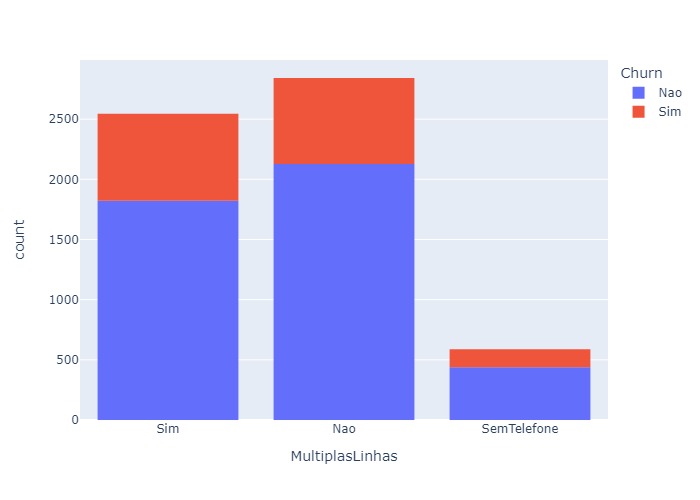 Churn
Nao
Sim
2500
2000
1500
1000
500
0
count
Sim
Nao
SemTelefone
MultiplasLinhas